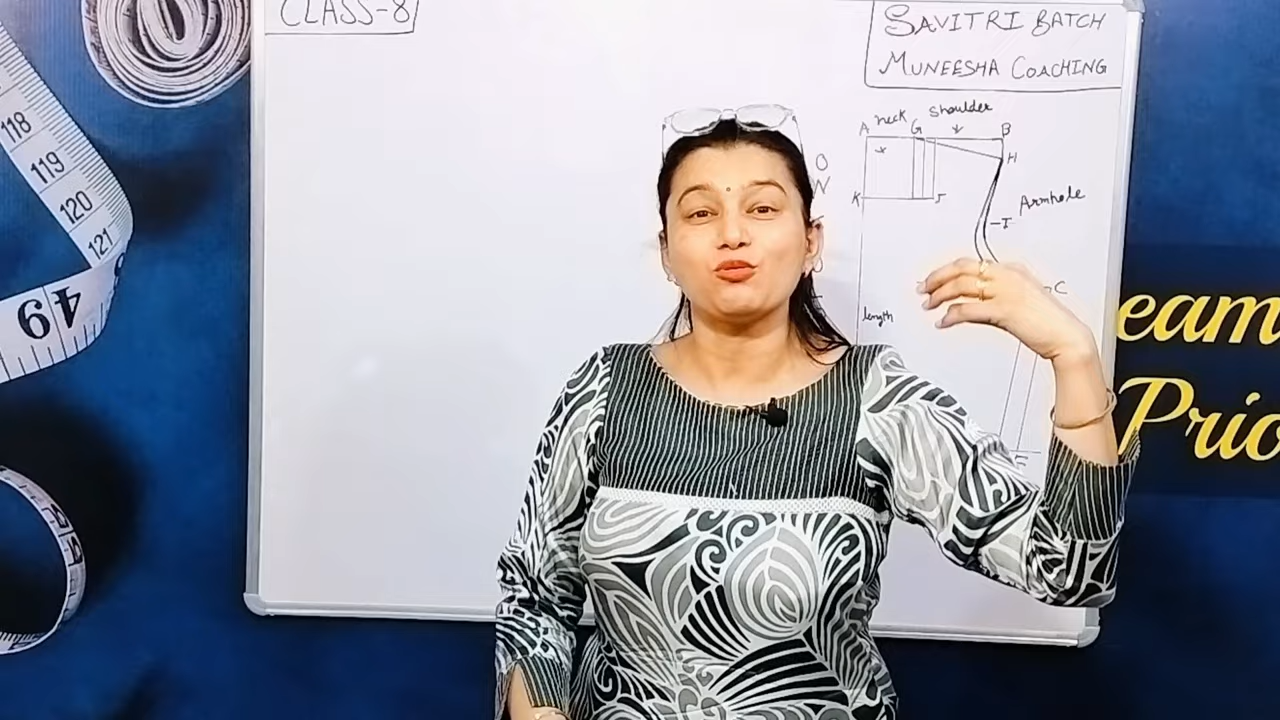 CLASS-8
SAVITRI BATCH
MUNEESHA COACHING
A neck G shoulder B
H
K J
I
Armhole
C
length
F
118
119
120
121
49
eam
Prio